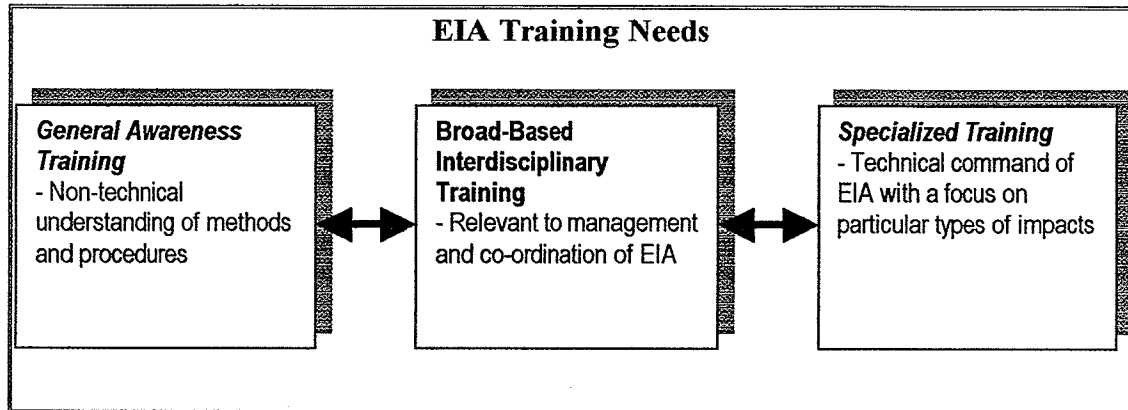 EIA Training Needs
General Awareness
Training
- Non-technical
understanding of methods
and procedures
Broad-Based
Interdisciplinary
Training
- Relevant to management
and co-ordination of EIA
Specialized Training
- Technical command of
EIA with a focus on
particular types of impacts